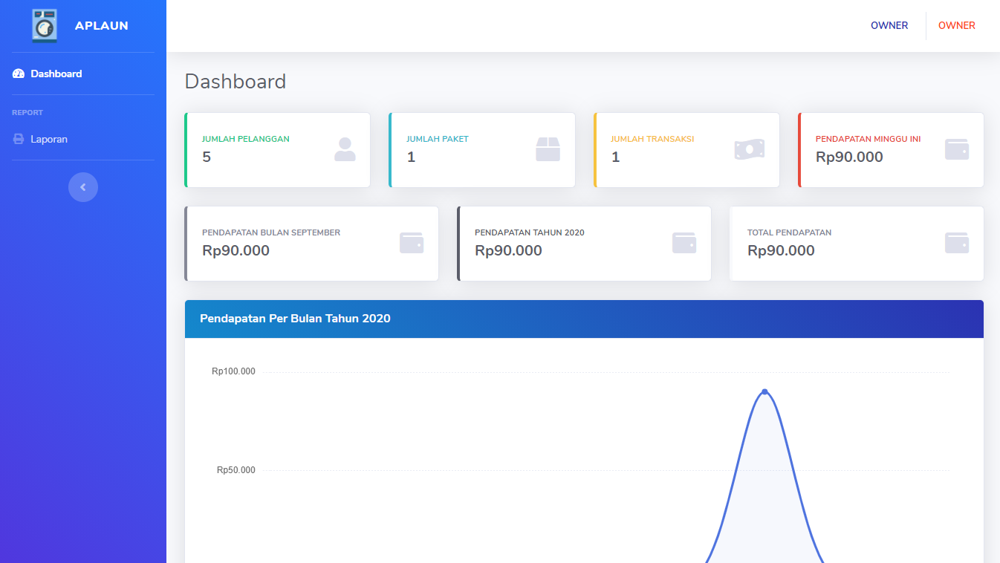 APLAUN
OWNER
OWNER
Dashboard
REPORT
Laporan
Dashboard
JUMLAH PELANGGAN
5
JUMLAH PAKET
1
JUMLAH TRANSAKSI
1
PENDAPATAN MINGGU INI
Rp90.000
PENDAPATAN BULAN SEPTEMBER
Rp90.000
PENDAPATAN TAHUN 2020
Rp90.000
TOTAL PENDAPATAN
Rp90.000
Pendapatan Per Bulan Tahun 2020
Rp100.000
Rp50.000